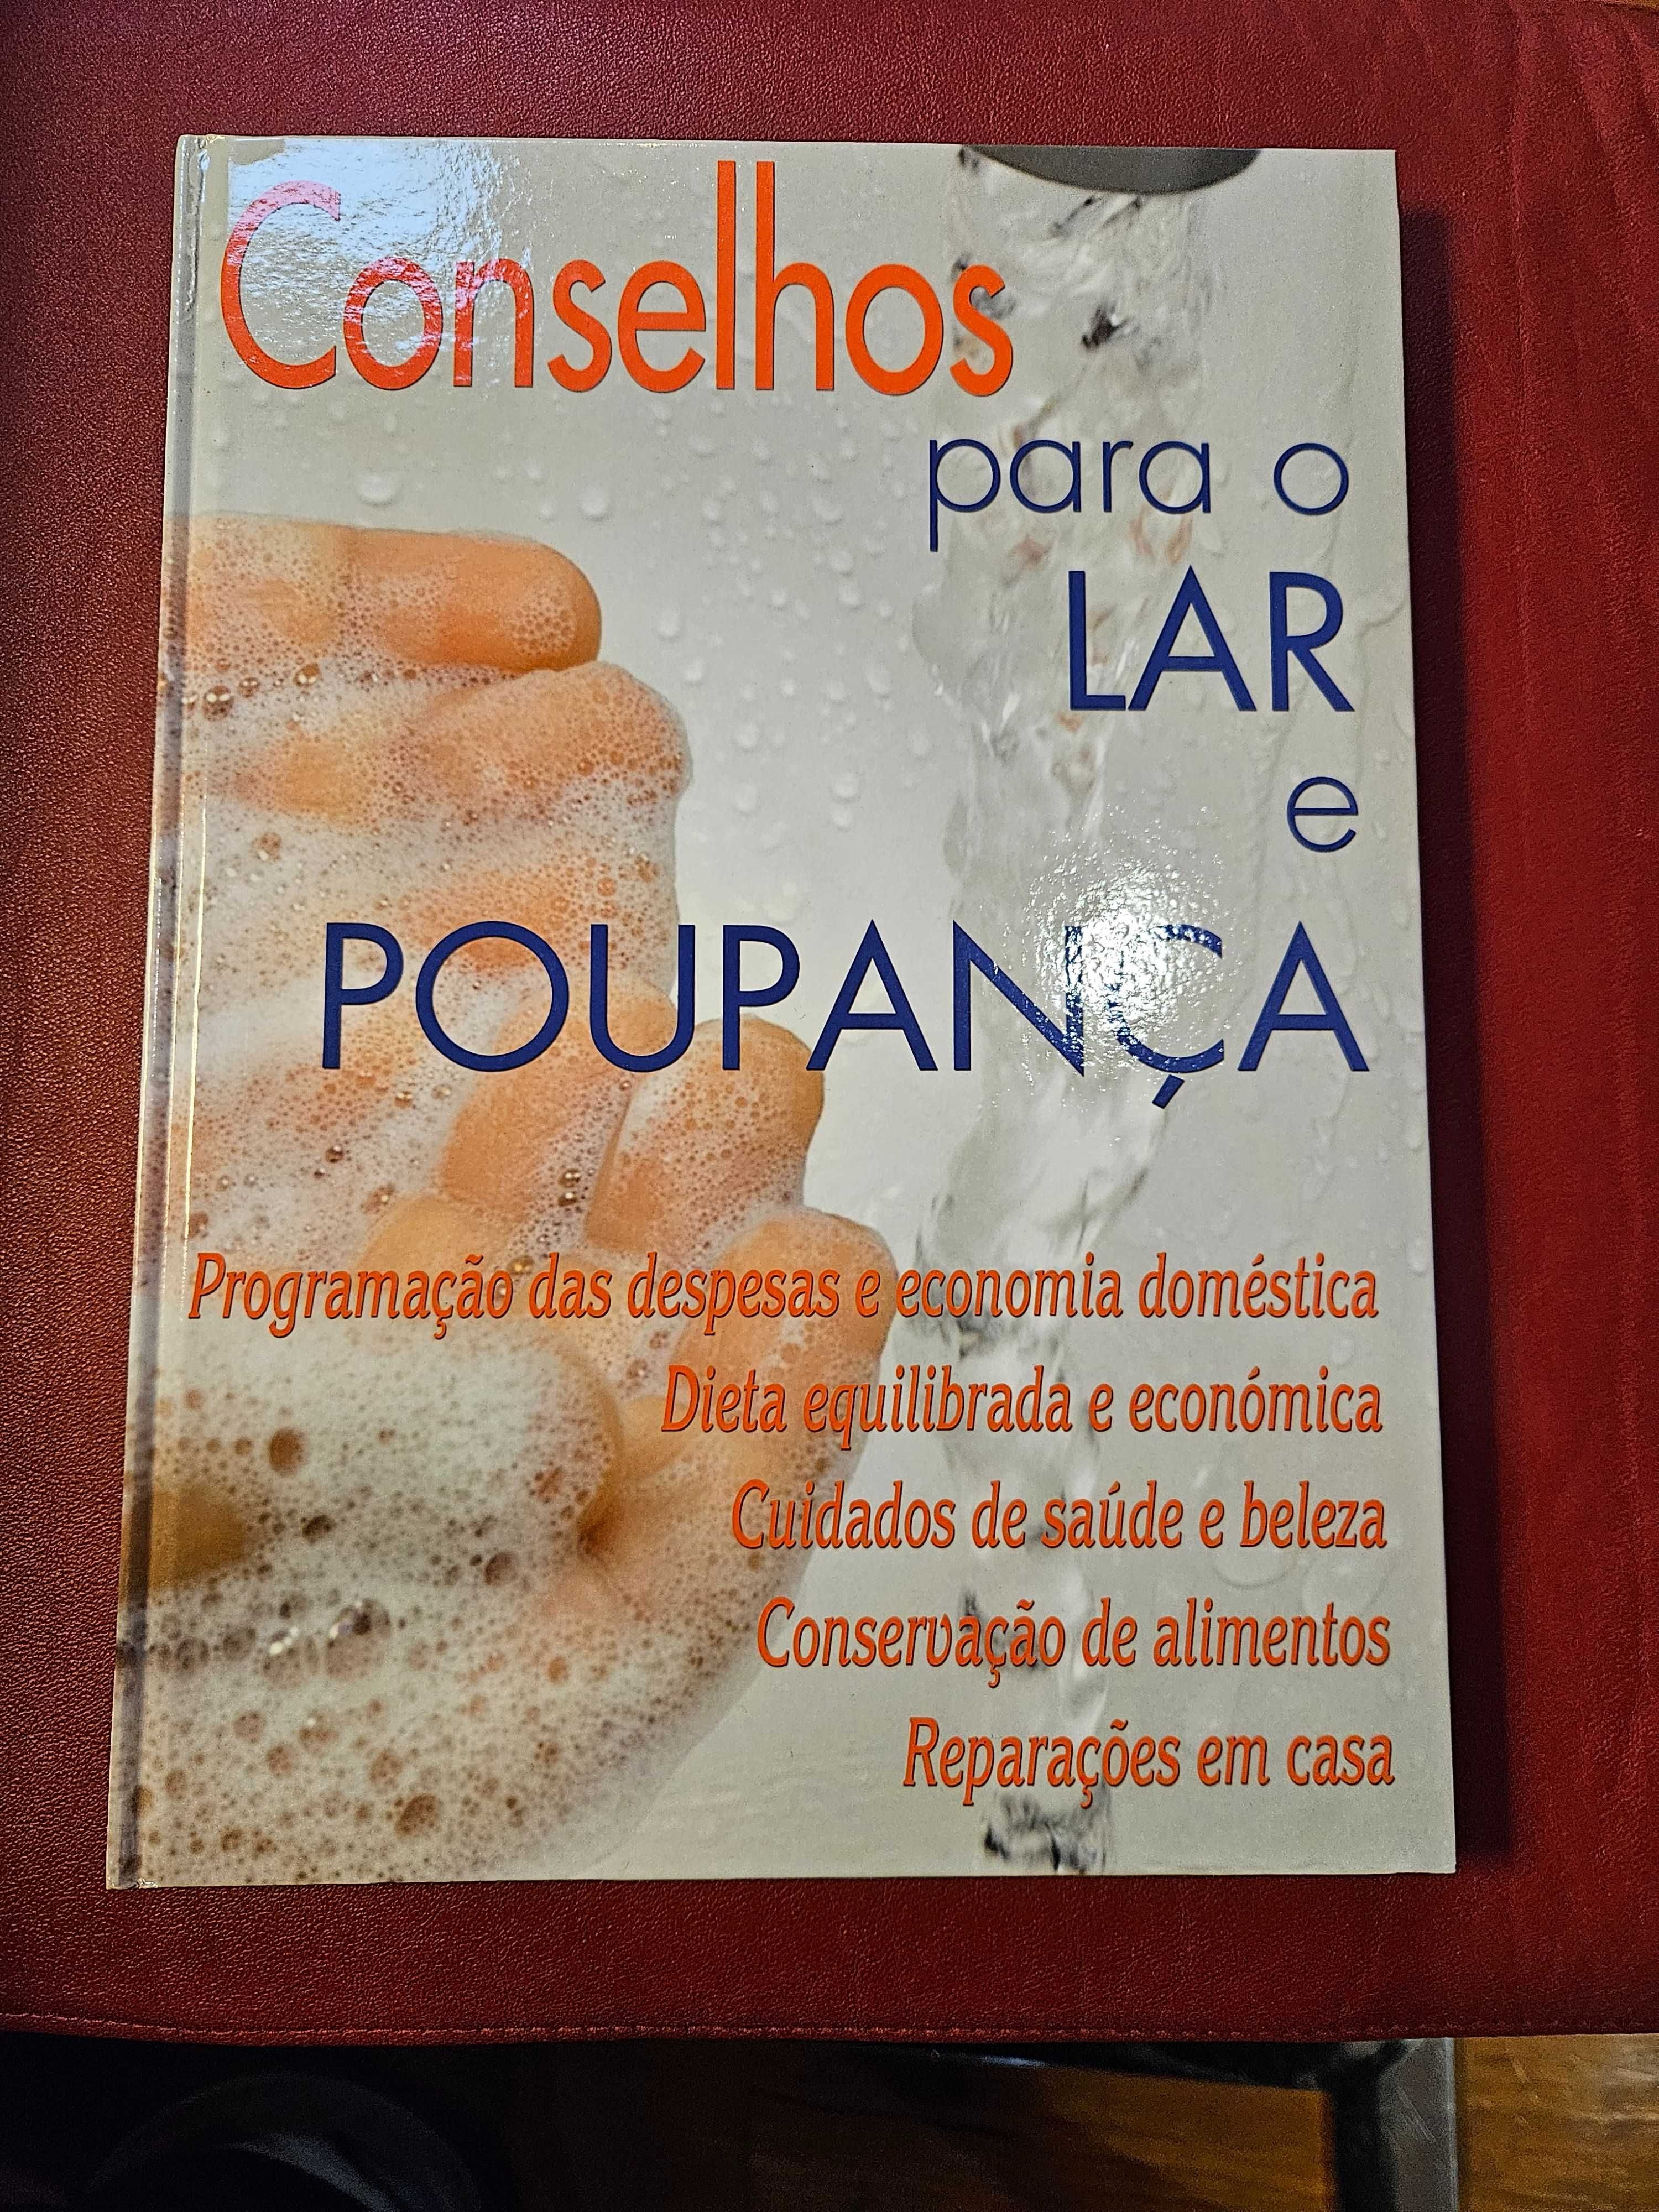 Conselhos
para o
LAR
e
POUPANÇA
Programação das despesas e economia doméstica
Dieta equilibrada e económica
Cuidados de saúde e beleza
Conservação de alimentos
Reparações em casa